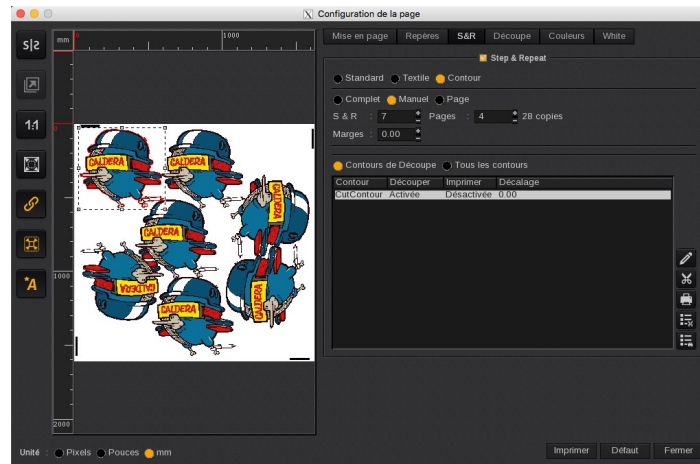 Configuration de la page
mm 0 1000
Mise en page Repères S&R Découpe Couleurs White
S|S
Step & Repeat
Standard Textile Contour
Complet Manuel Page
S & R : 7 Pages : 4 28 copies
Marges : 0.00
1:1
0
CALDERA CALDERA
Contours de Découpe Tous les contours
Contour Découper Imprimer Décalage
CutContour Activée Désactivée 0.00
CALDERA
CALDERA
1000
*A
CALDERA
CALDERA
CALDERA
2000
Unité : Pixels Pouces mm
Imprimer Défaut Fermer